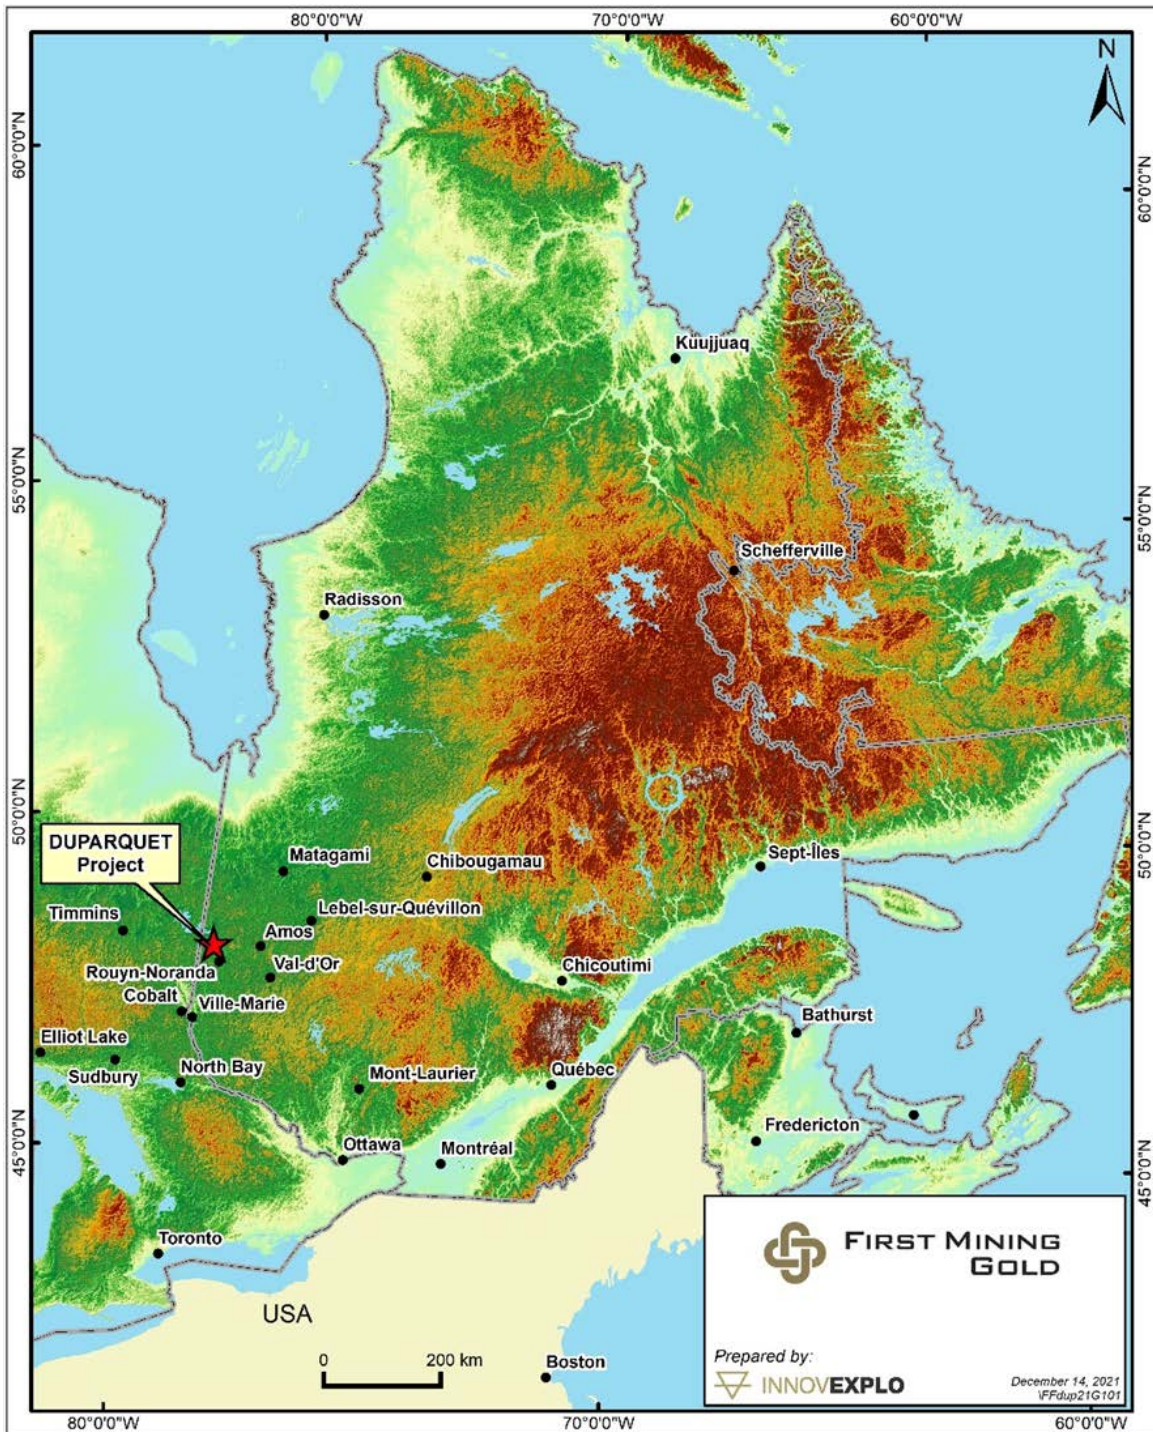 80°0'0"W
70°0'0"W
60°0'0"W
N
60°0'0"N
60°0'0"N
Kuujjuaq
55°0'0"N
55°0'0"N
Schefferville
Radisson
50°0'0"N
50°0'0"N
DUPARQUET
Project
Matagami
Chibougamau
Sept-Îles
Timmins
Lebel-sur-Quévillon
Amos
Rouyn-Noranda
Val-d'Or
Chicoutimi
Cobalt
Ville-Marie
Bathurst
Elliot Lake
Sudbury
North Bay
Mont-Laurier
Québec
45°0'0"N
Ottawa
Montréal
Fredericton
45°0'0"N
Toronto
FIRST MINING
GOLD
USA
0 200 km
Boston
Prepared by:
INNOVEXPLO
December 14, 2021
\FFdup21G101
80°0'0"W
70°0'0"W
60°0'0"W